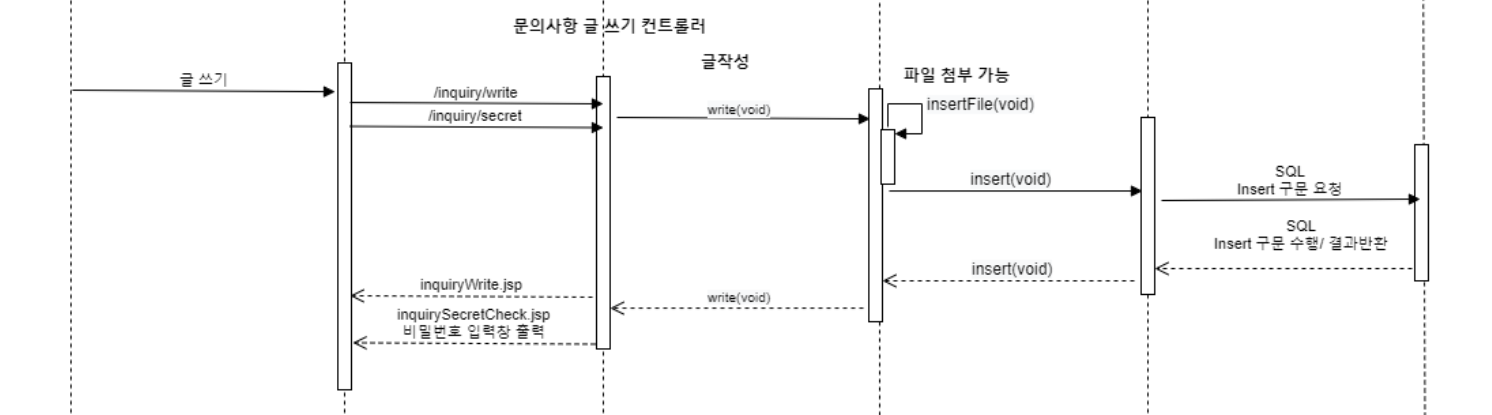 문의사항 글 쓰기 컨트롤러
글작성
파일 첨부 가능
글 쓰기
/inquiry/write
/inquiry/secret
write(void)
insertFile(void)
insert(void)
SQL
Insert 구문 요청
SQL
Insert 구문 수행/ 결과반환
insert(void)
write(void)
inquiryWrite.jsp
inquirySecretCheck.jsp
비밀번호 입력창 출력